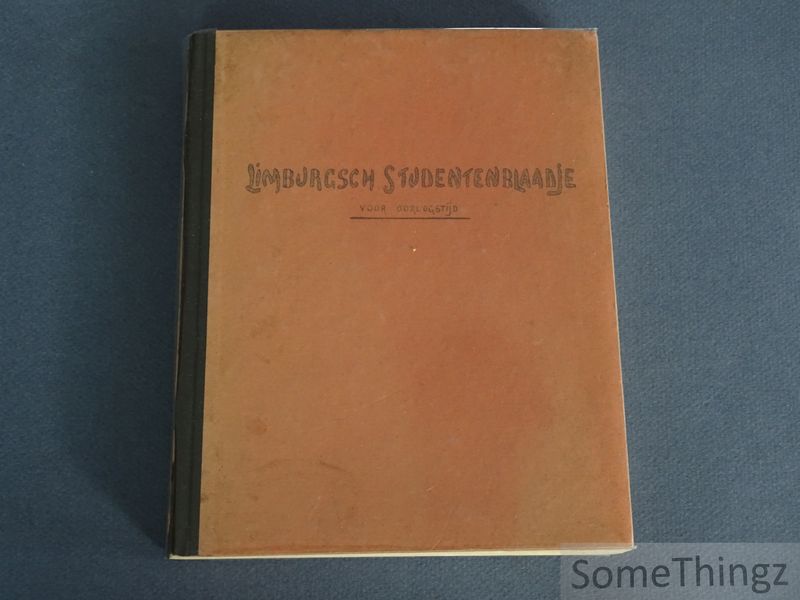 LIMBURGSCH STUDENTENBLAADJE
VOOR OORLOGSTIJD
SomeThingz